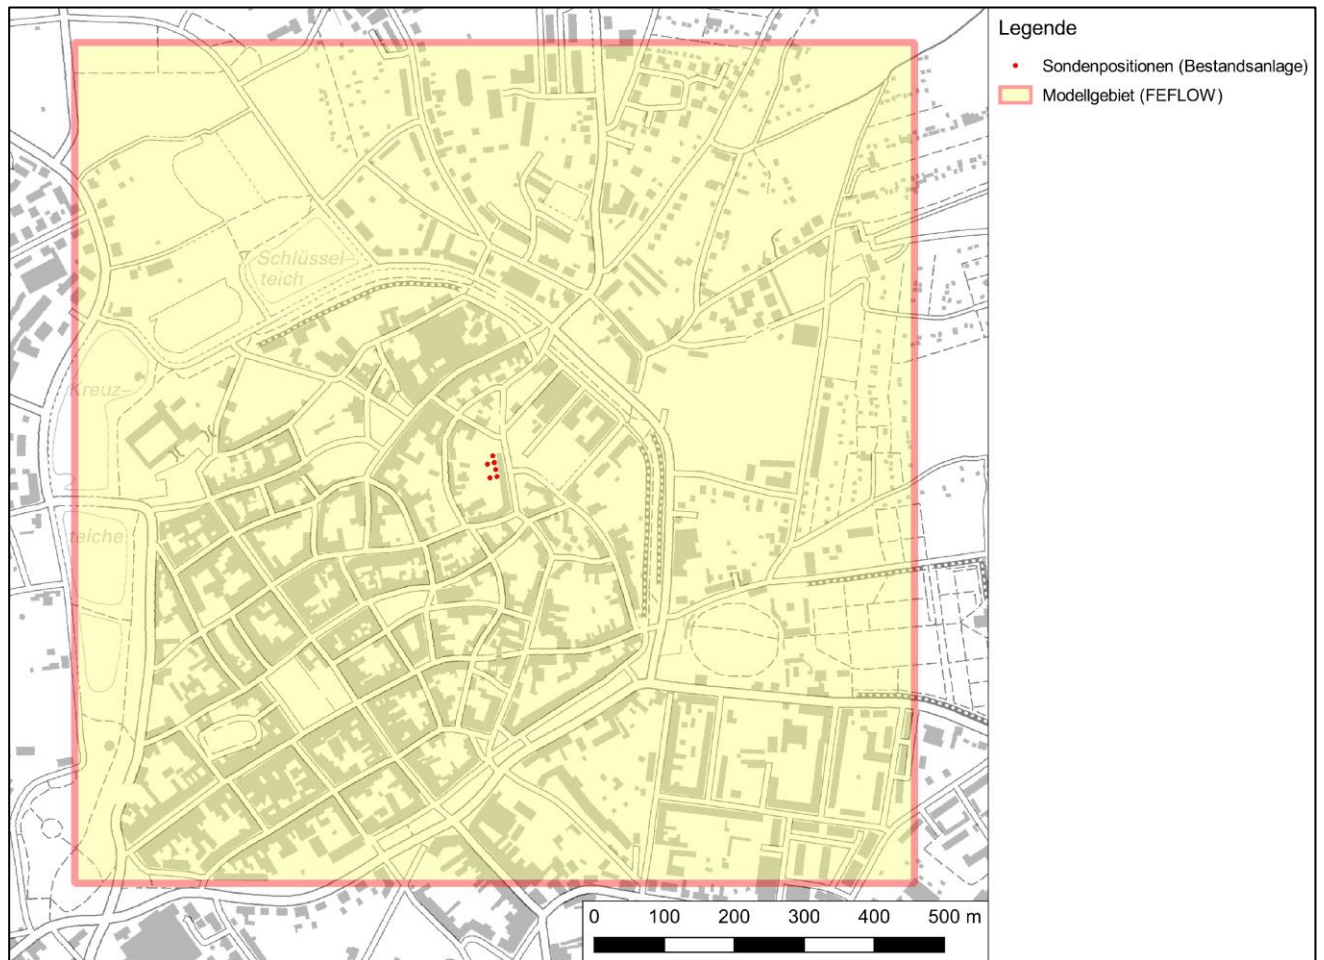 Legende
Sondenpositionen (Bestandsanlage)
Modellgebiet (FEFLOW)
Schlüssel–
teich
Kreuz–
teiche
0 100 200 300 400 500 m